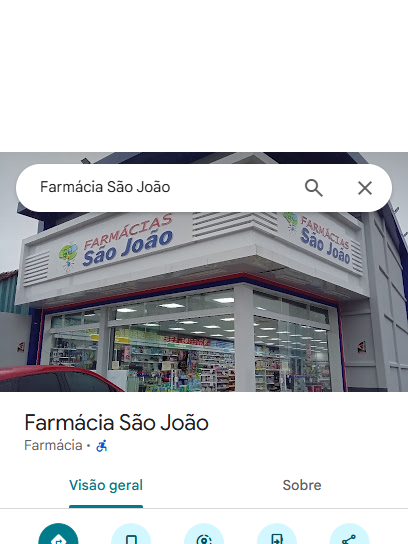 Farmácia São João
FARMÁCIAS
São João
FARMÁCIAS
São João
Farmácia São João
Farmácia •
Visão geral
Sobre